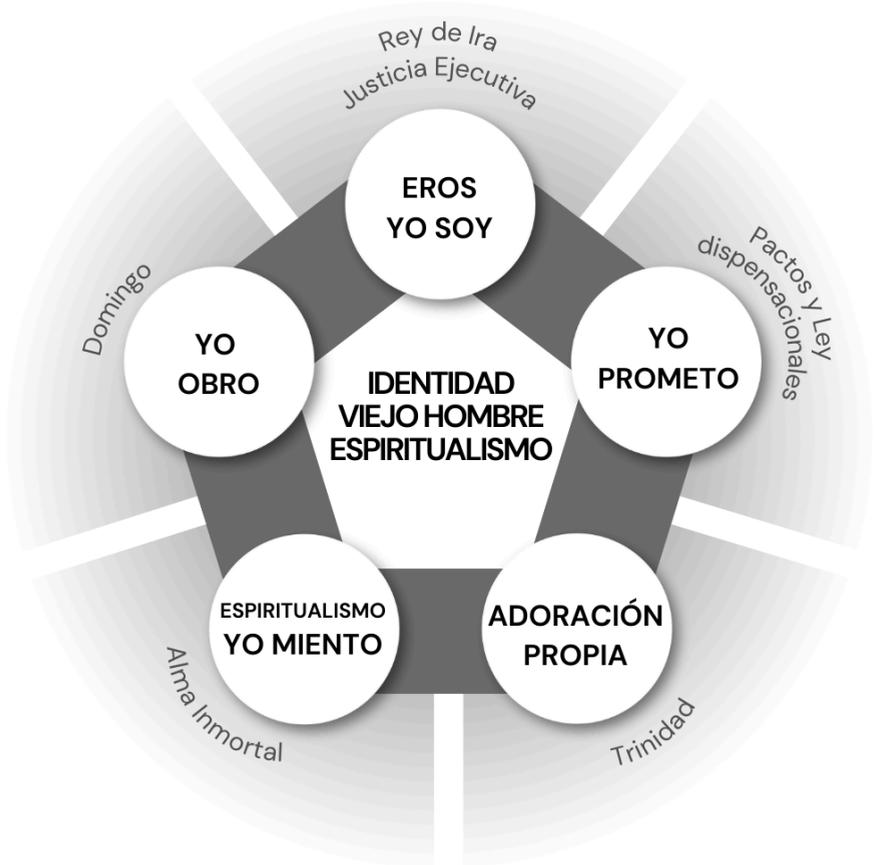 Rey de Ira
Justicia Ejecutiva
EROS
YO SOY
Pactos y Ley
dispensacionales
YO
PROMETO
Domingo
YO
OBRO
IDENTIDAD
VIEJO HOMBRE
ESPIRITUALISMO
ESPIRITUALISMO
YO MIENTO
ADORACIÓN
PROPIA
Alma Inmortal
Trinidad